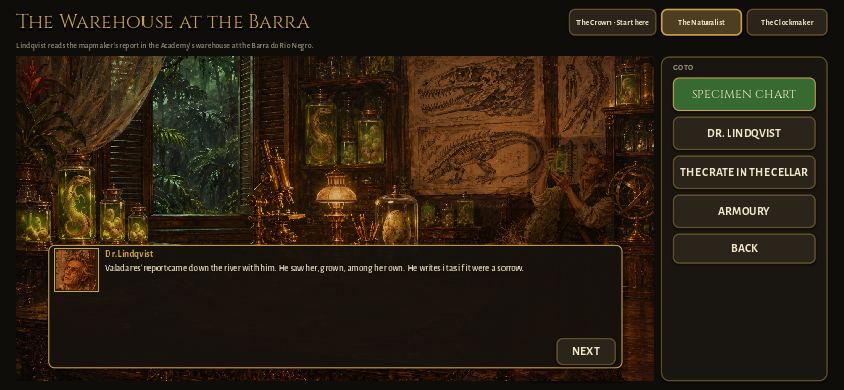 The Warehouse at the Barra
The Crown · Start here
The Naturalist
The Clockmaker
Lindqvist reads the mapmaker's report in the Academy's warehouse at the Barra do Rio Negro.
GO TO
SPECIMEN CHART
DR. LINDQVIST
THE CRATE IN THE CELLAR
ARMOURY
BACK
Dr. Lindqvist
Valadares' report came down the river with him. He saw her, grown, among her own. He writes it as if it were a sorrow.
NEXT